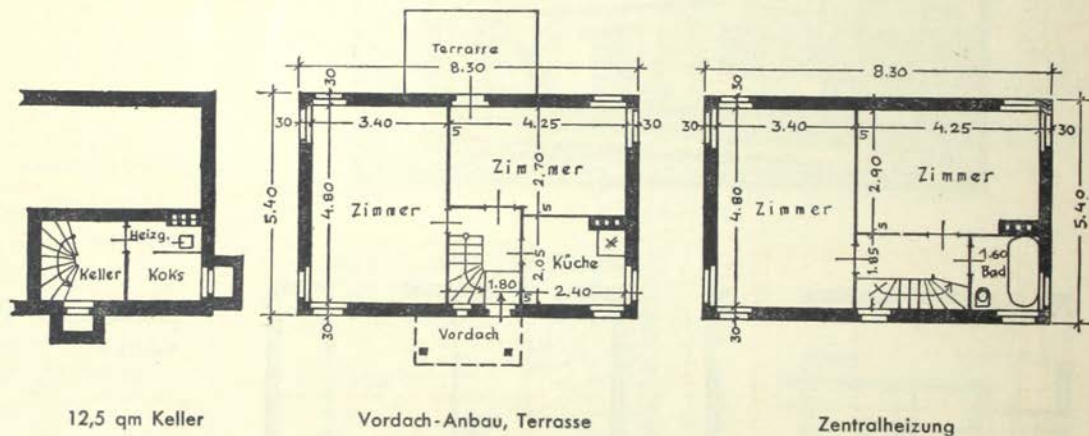 Heizg.
Keller
Koks
12,5 qm Keller
Terrasse
8.30
30
30
3.40
5
4.25
30
5.40
4.80
Zimmer
Zimmer
2.70
5
2.05
Küche
1.80
5
2.40
30
Vordach
Vordach-Anbau, Terrasse
8.30
30
30
3.40
5
4.25
30
4.80
Zimmer
2.90
Zimmer
5.40
5
1.85
1.60
Bad
30
Zentralheizung